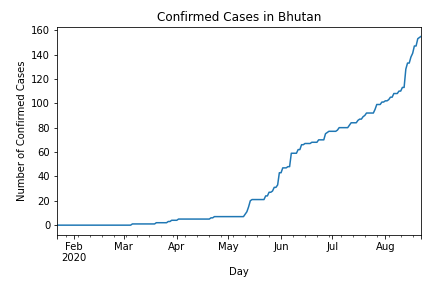 Confirmed Cases in Bhutan
160
140
120
100
80
60
40
20
0
Number of Confirmed Cases
Feb Mar Apr May Jun Jul Aug
2020
Day